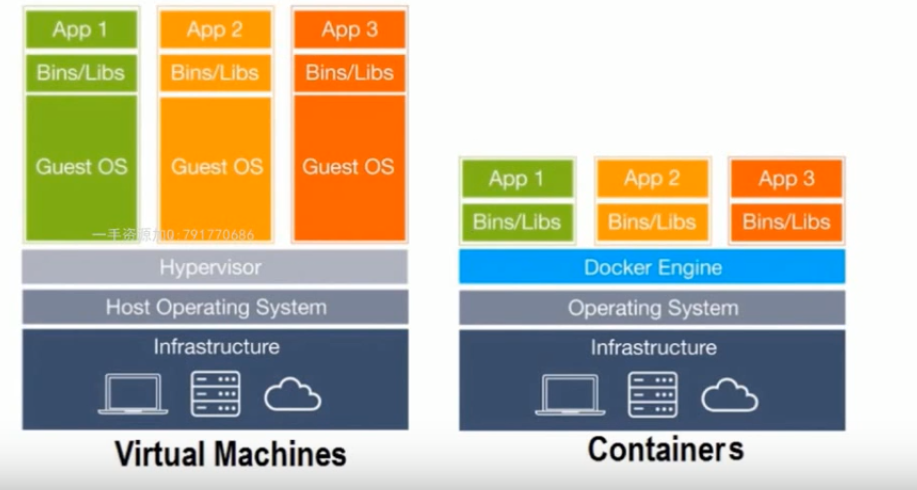 App 1
App 2
App 3
Bins/Libs
Bins/Libs
Bins/Libs
Guest OS
Guest OS
Guest OS
一手资源加Q:791770686
Hypervisor
Host Operating System
Infrastructure
Virtual Machines
App 1
App 2
App 3
Bins/Libs
Bins/Libs
Bins/Libs
Docker Engine
Operating System
Infrastructure
Containers